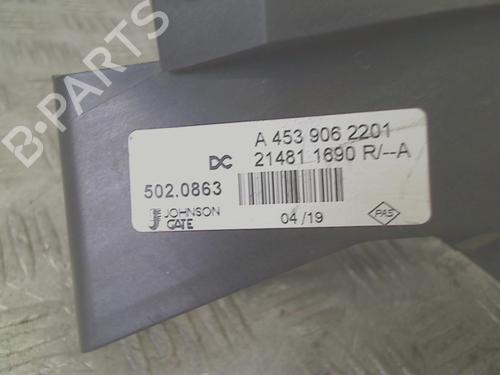 B-PARTS
A 453 906 2201
DC 21481 1690 R/--A
502.0863
JOHNSON
GATE
04/19
PAS